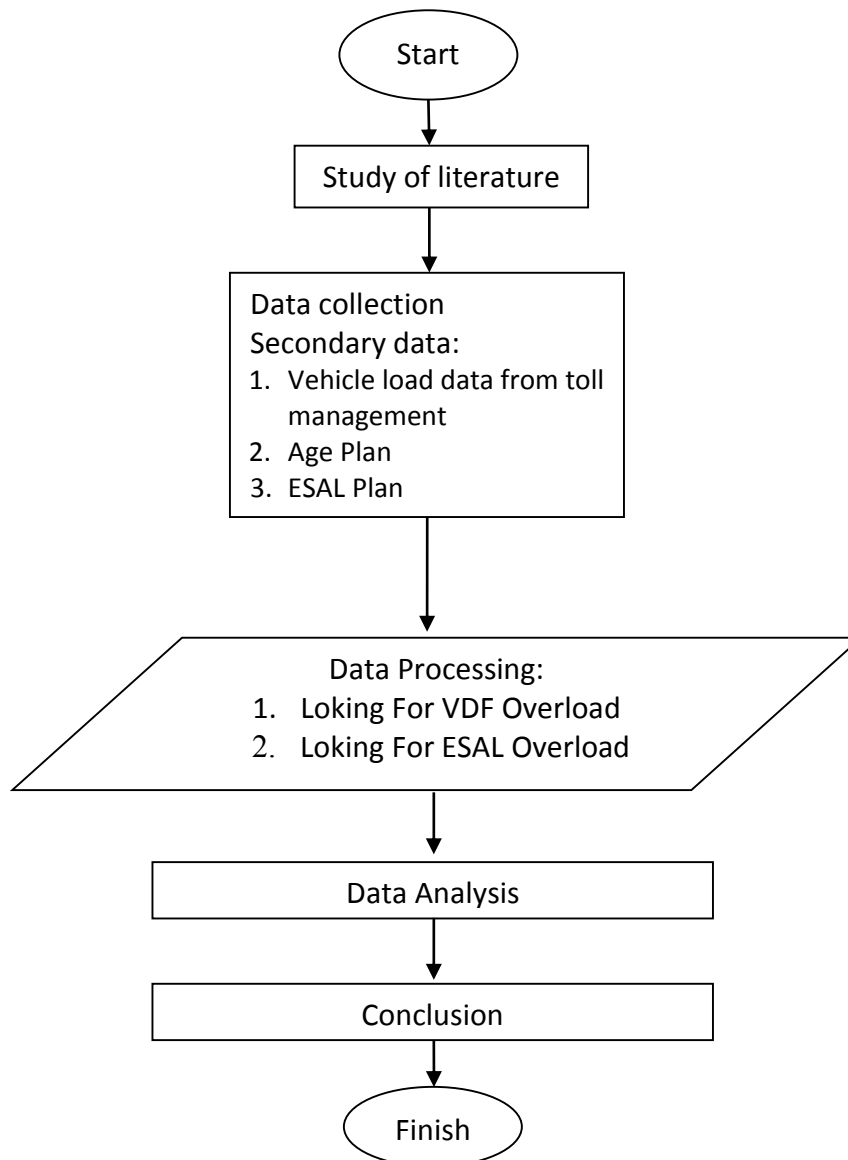 Start
Study of literature
Data collection
Secondary data:
1. Vehicle load data from toll
management
2. Age Plan
3. ESAL Plan
Data Processing:
1. Loking For VDF Overload
2. Loking For ESAL Overload
Data Analysis
Conclusion
Finish